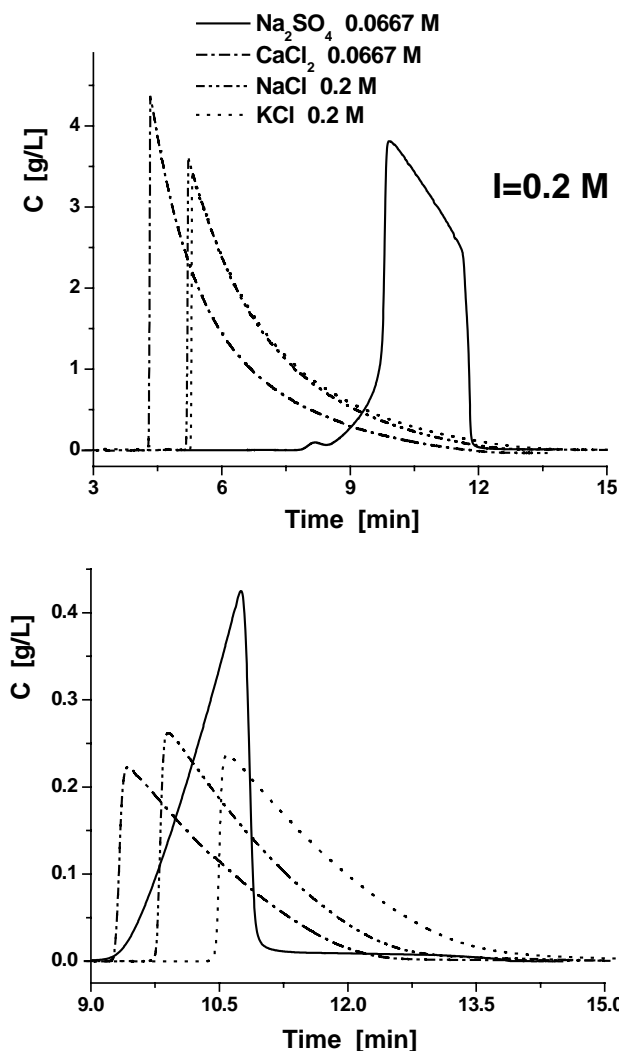 Na₂SO₄ 0.0667 M
CaCl₂ 0.0667 M
NaCl 0.2 M
KCl 0.2 M
I=0.2 M
C [g/L]
4
3
2
1
0
3 6 9 12 15
Time [min]
C [g/L]
0.4
0.3
0.2
0.1
0.0
9.0 10.5 12.0 13.5 15.0
Time [min]